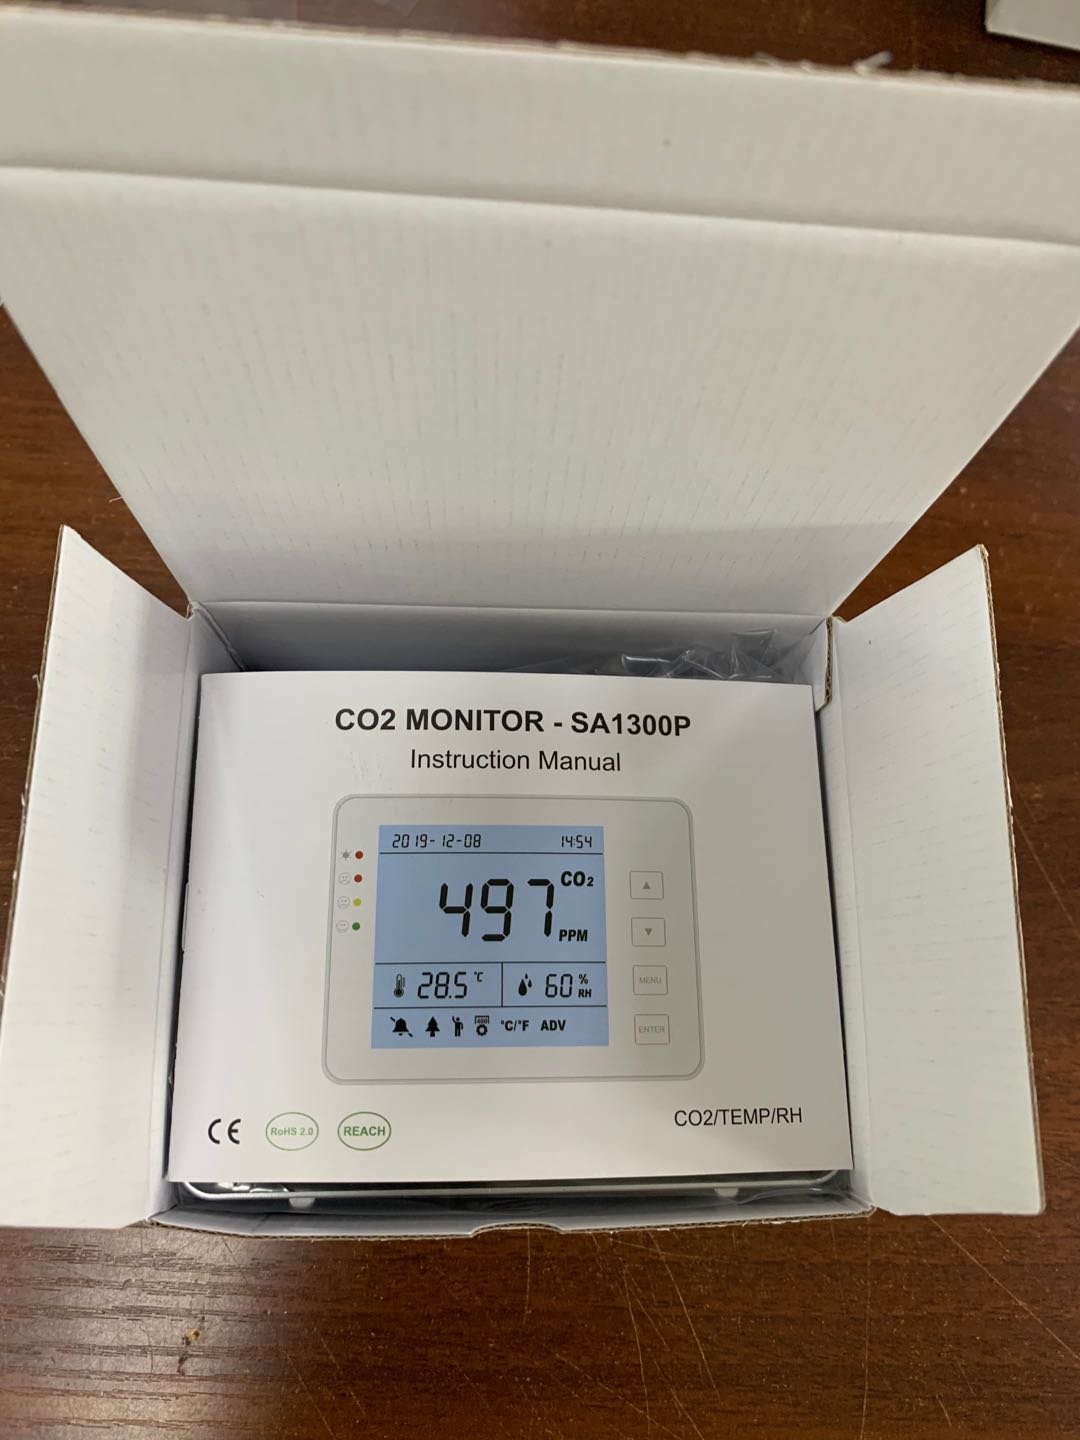 CO2 MONITOR - SA1300P
Instruction Manual
2019-12-08 14:54
497 CO2
PPM
28.5 °C 60 % RH
400
°C/°F ADV
▲
▼
MENU
ENTER
CE RoHS 2.0 REACH
CO2/TEMP/RH